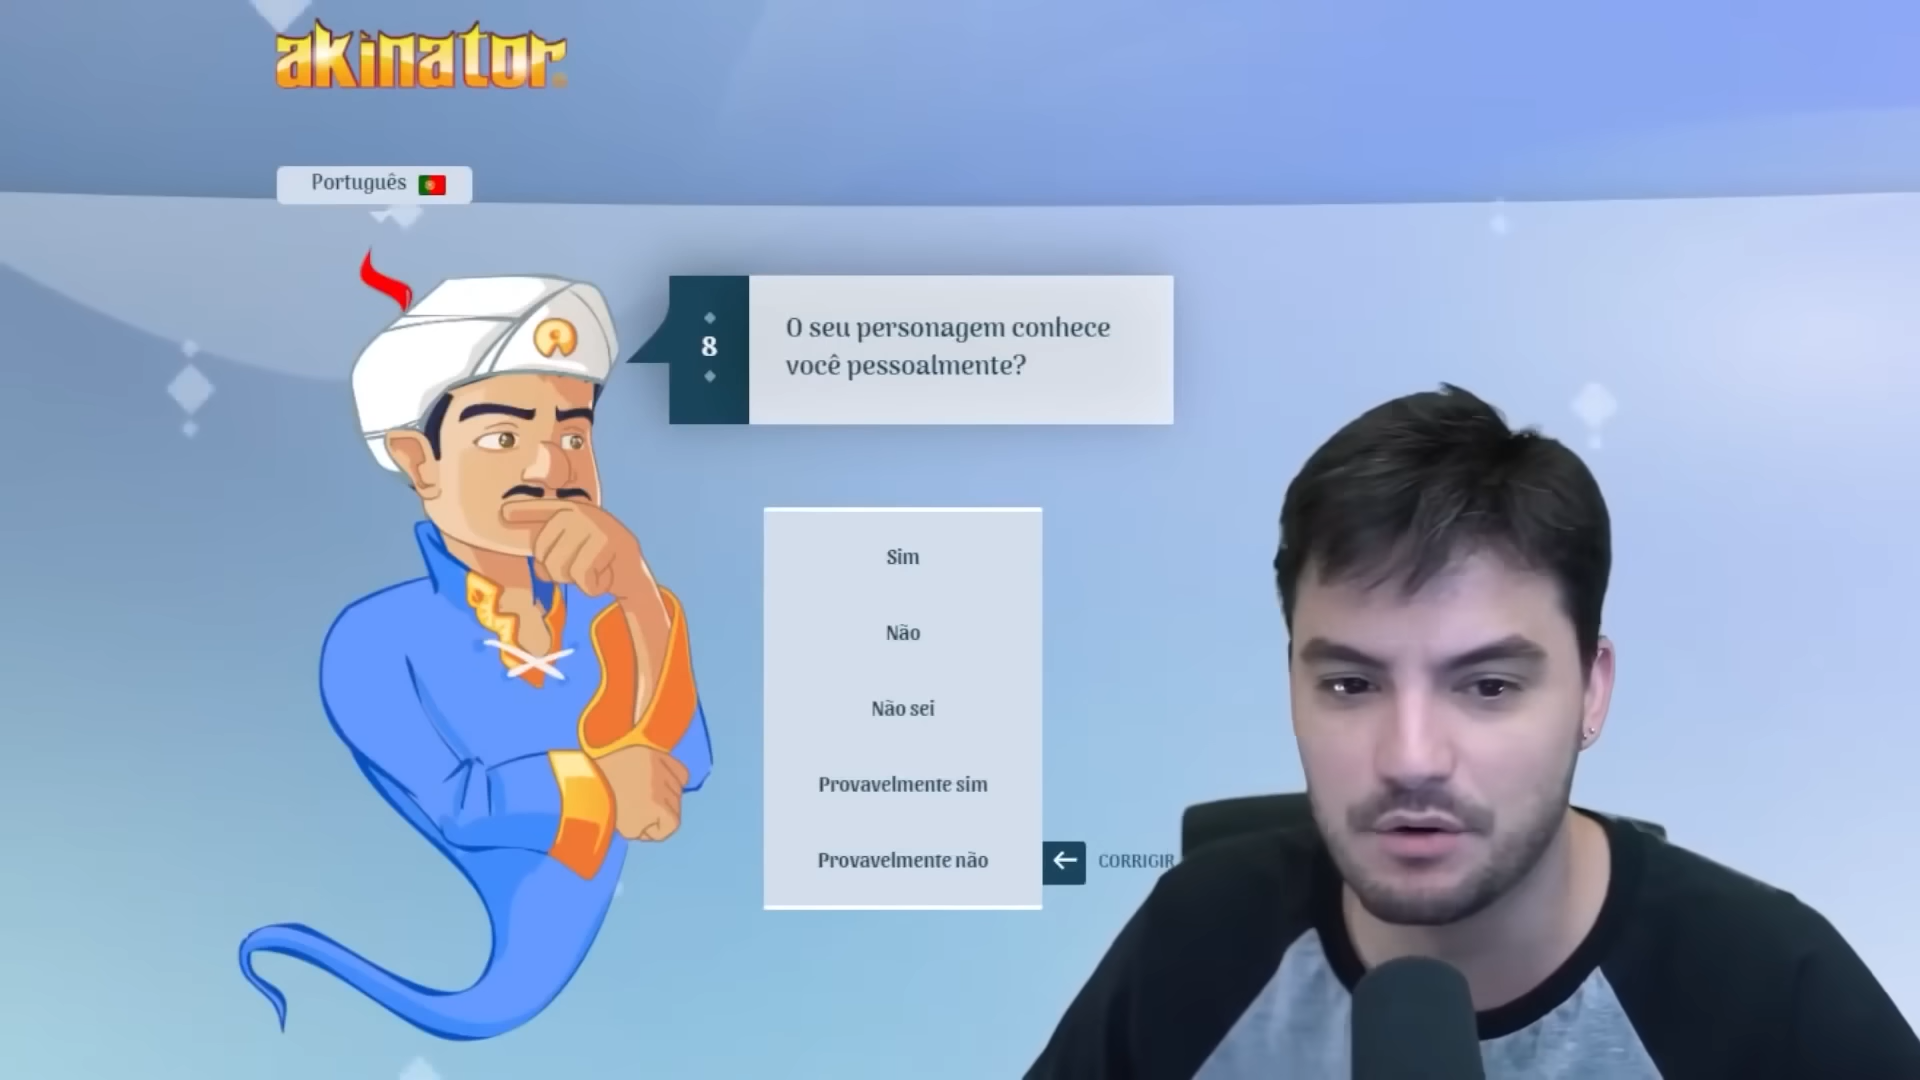 akinator
Português
8
O seu personagem conhece
você pessoalmente?
Sim
Não
Não sei
Provavelmente sim
Provavelmente não
CORRIGIR